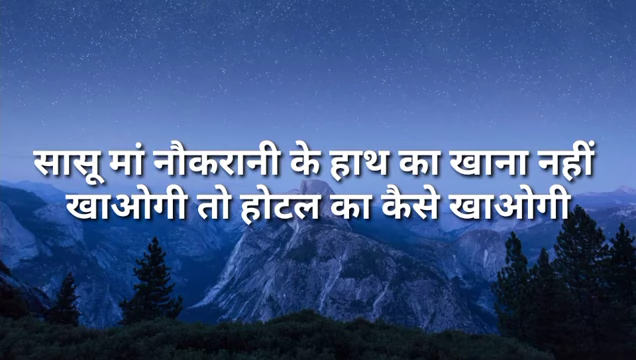 सासू मां नौकरानी के हाथ का खाना नहीं
खाओगी तो होटल का कैसे खाओगी